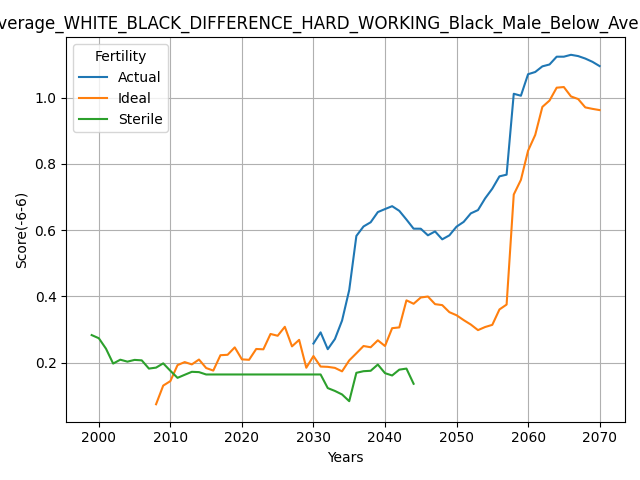 verage_WHITE_BLACK_DIFFERENCE_HARD_WORKING_Black_Male_Below_Ave
Fertility
Actual
Ideal
Sterile
Score(-6-6)
1.0
0.8
0.6
0.4
0.2
2000 2010 2020 2030 2040 2050 2060 2070
Years